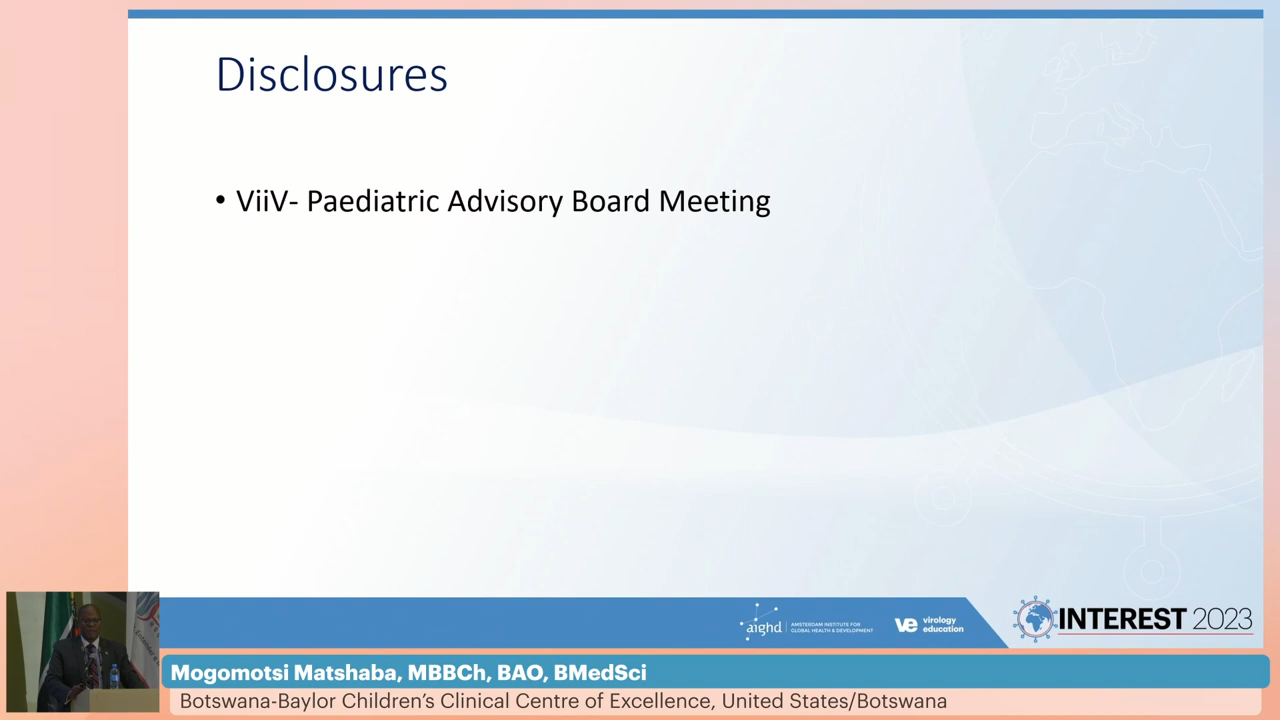 Disclosures
• ViiV- Paediatric Advisory Board Meeting
aighd
AMSTERDAM INSTITUTE FOR
GLOBAL HEALTH & DEVELOPMENT
ve virology
education
INTEREST 2023
Mogomotsi Matshaba, MBBCh, BAO, BMedSci
Botswana-Baylor Children’s Clinical Centre of Excellence, United States/Botswana